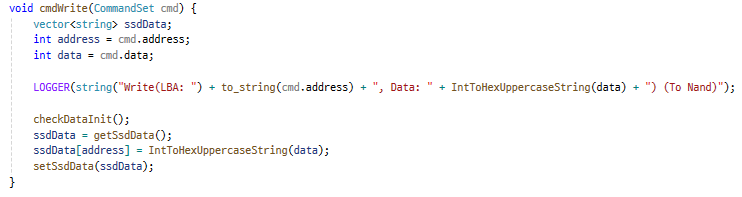 void cmdWrite(CommandSet cmd) {
    vector<string> ssdData;
    int address = cmd.address;
    int data = cmd.data;

    LOGGER(string("Write(LBA: ") + to_string(cmd.address) + ", Data: " + IntToHexUppercaseString(data) + ") (To Nand)");

    checkDataInit();
    ssdData = getSsdData();
    ssdData[address] = IntToHexUppercaseString(data);
    setSsdData(ssdData);
}